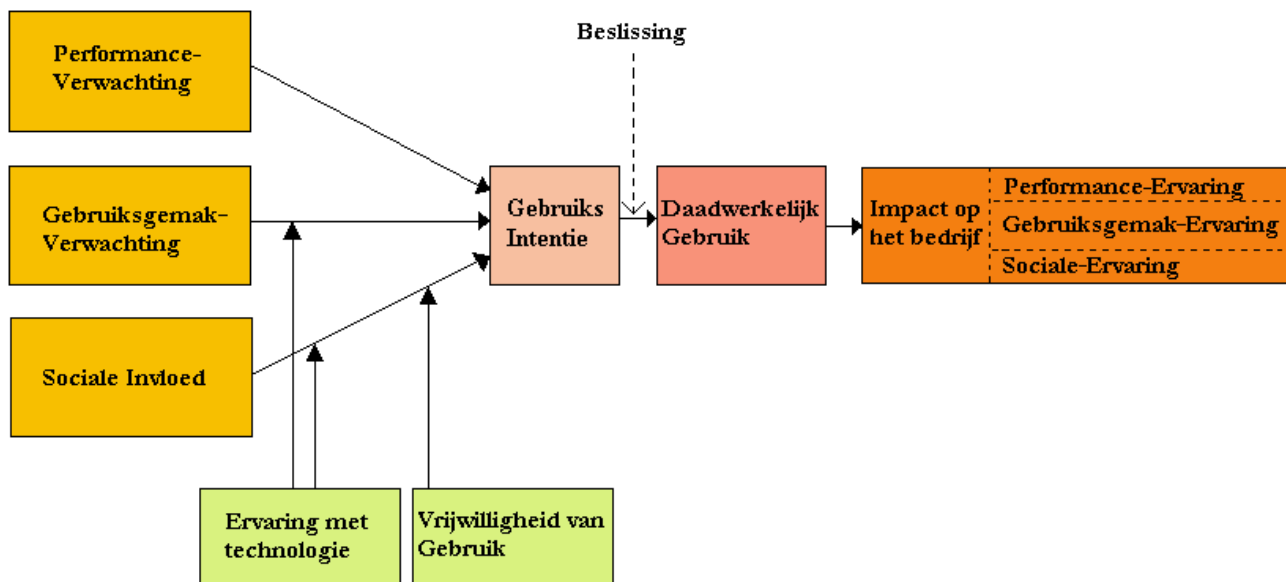 Beslissing
Performance-
Verwachting
Gebruiksgemak-
Verwachting
Sociale Invloed
Gebruiks
Intentie
Daadwerkelijk
Gebruik
Impact op
het bedrijf
Performance-Ervaring
Gebruiksgemak-Ervaring
Sociale-Ervaring
Ervaring met
technologie
Vrijwilligheid van
Gebruik